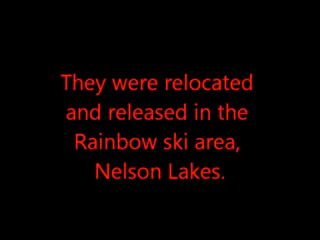 They were relocated
and released in the
Rainbow ski area,
Nelson Lakes.